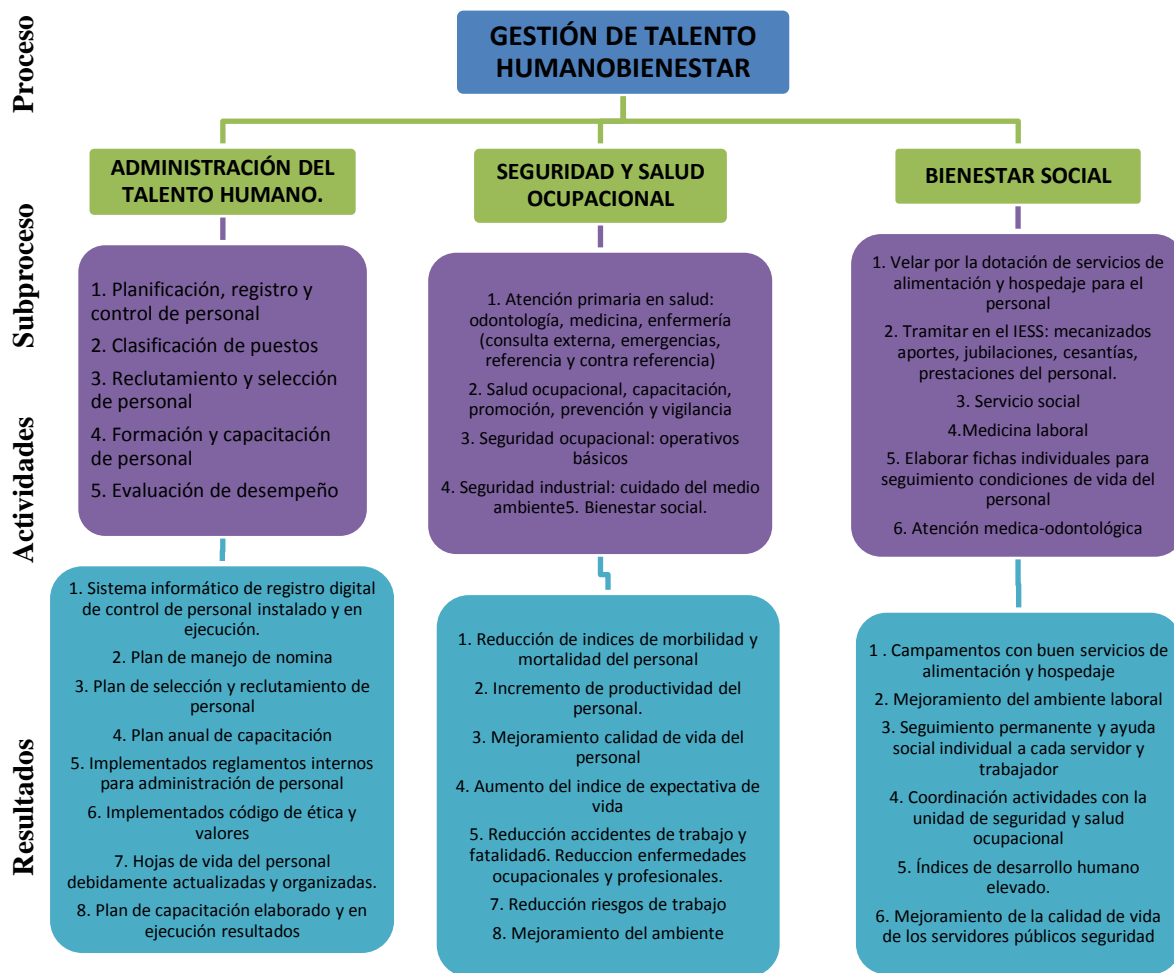 Proceso
GESTIÓN DE TALENTO
HUMANOBIENESTAR
Subproceso
ADMINISTRACIÓN DEL
TALENTO HUMANO.
SEGURIDAD Y SALUD
OCUPACIONAL
BIENESTAR SOCIAL
Actividades
1. Planificación, registro y
control de personal
2. Clasificación de puestos
3. Reclutamiento y selección
de personal
4. Formación y capacitación
de personal
5. Evaluación de desempeño
1. Atención primaria en salud:
odontología, medicina, enfermería
(consulta externa, emergencias,
referencia y contra referencia)
2. Salud ocupacional, capacitación,
promoción, prevención y vigilancia
3. Seguridad ocupacional: operativos
básicos
4. Seguridad industrial: cuidado del medio
ambiente5. Bienestar social.
1. Velar por la dotación de servicios de
alimentación y hospedaje para el
personal
2. Tramitar en el IESS: mecanizados
aportes, jubilaciones, cesantías,
prestaciones del personal.
3. Servicio social
4.Medicina laboral
5. Elaborar fichas individuales para
seguimiento condiciones de vida del
personal
6. Atención medica-odontológica
Resultados
1. Sistema informático de registro digital
de control de personal instalado y en
ejecución.
2. Plan de manejo de nomina
3. Plan de selección y reclutamiento de
personal
4. Plan anual de capacitación
5. Implementados reglamentos internos
para administración de personal
6. Implementados código de ética y
valores
7. Hojas de vida del personal
debidamente actualizadas y organizadas.
8. Plan de capacitación elaborado y en
ejecución resultados
1. Reducción de indices de morbilidad y
mortalidad del personal
2. Incremento de productividad del
personal.
3. Mejoramiento calidad de vida del
personal
4. Aumento del indice de expectativa de
vida
5. Reducción accidentes de trabajo y
fatalidad6. Reduccion enfermedades
ocupacionales y profesionales.
7. Reducción riesgos de trabajo
8. Mejoramiento del ambiente
1 . Campamentos con buen servicios de
alimentación y hospedaje
2. Mejoramiento del ambiente laboral
3. Seguimiento permanente y ayuda
social individual a cada servidor y
trabajador
4. Coordinación actividades con la
unidad de seguridad y salud
ocupacional
5. Índices de desarrollo humano
elevado.
6. Mejoramiento de la calidad de vida
de los servidores públicos seguridad